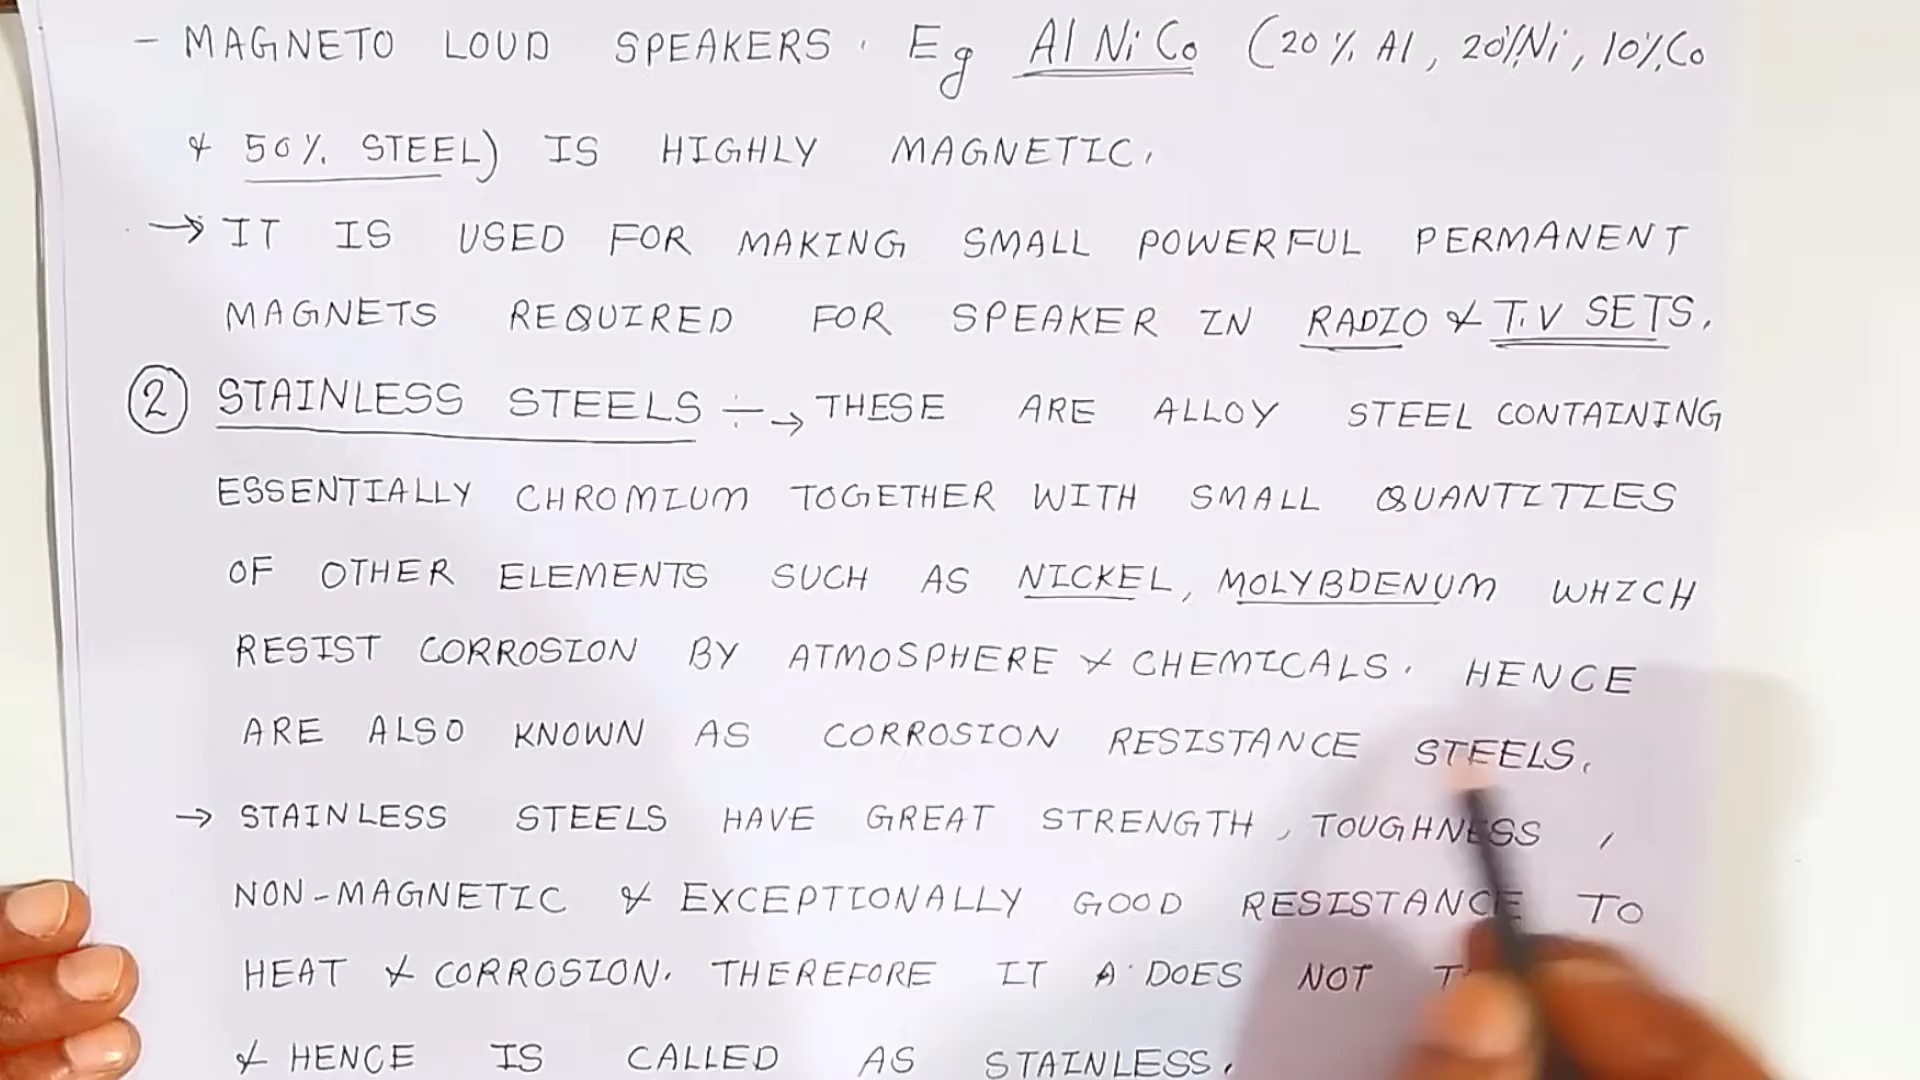 - MAGNETO LOUD SPEAKERS. Eg AlNiCo (20% Al, 20% Ni, 10% Co
& 50% STEEL) IS HIGHLY MAGNETIC.
→ IT IS USED FOR MAKING SMALL POWERFUL PERMANENT
MAGNETS REQUIRED FOR SPEAKER IN RADIO & T.V SETS.
② STAINLESS STEELS ÷→ THESE ARE ALLOY STEEL CONTAINING
ESSENTIALLY CHROMIUM TOGETHER WITH SMALL QUANTITIES
OF OTHER ELEMENTS SUCH AS NICKEL, MOLYBDENUM WHICH
RESIST CORROSION BY ATMOSPHERE & CHEMICALS. HENCE
ARE ALSO KNOWN AS CORROSION RESISTANCE STEELS.
→ STAINLESS STEELS HAVE GREAT STRENGTH, TOUGHNESS,
NON-MAGNETIC & EXCEPTIONALLY GOOD RESISTANCE TO
HEAT & CORROSION. THEREFORE IT A DOES NOT
& HENCE IS CALLED AS STAINLESS.